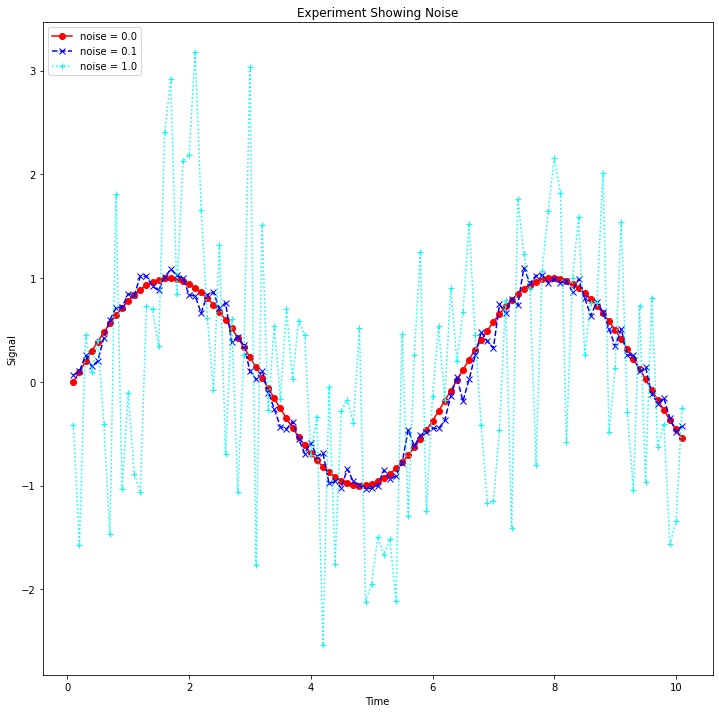 Experiment Showing Noise
noise = 0.0
noise = 0.1
noise = 1.0
3
2
1
0
−1
−2
Signal
0 2 4 6 8 10
Time